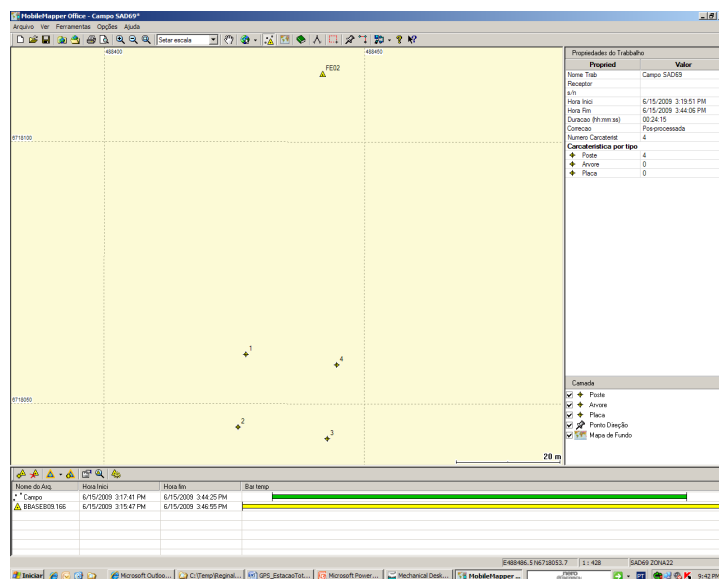 MobileMapper Office - Campo SAD69*
Arquivo Ver Ferramentas Opções Ajuda
Setar escala
488400
488450
FE02
6718100
1
4
6718050
2
3
20 m
Propriedades do Trabbalho
Propried Valor
Nome Trab Campo SAD69
Receptor
s/n
Hora Inici 6/15/2009 3:19:51 PM
Hora Fim 6/15/2009 3:44:06 PM
Duracao (hh:mm:ss) 00:24:15
Correcao Pos-processada
Numero Carcaterist 4
Carcateristica por tipo
Poste 4
Arvore 0
Placa 0
Camada
Poste
Arvore
Placa
Ponto Direção
Mapa de Fundo
Nome do Arq. Hora Inici Hora fim Bar temp
Campo 6/15/2009 3:17:41 PM 6/15/2009 3:44:25 PM
BBASEB09.166 6/15/2009 3:15:47 PM 6/15/2009 3:46:55 PM
E488486.5 N6718053.7 1 : 428 SAD69 ZONA22
Iniciar Microsoft Outloo... C:\Temp\Reginal... GPS_EstacaoTot... Microsoft Power... Mechanical Desk... MobileMapper ... PT 9:42 PM